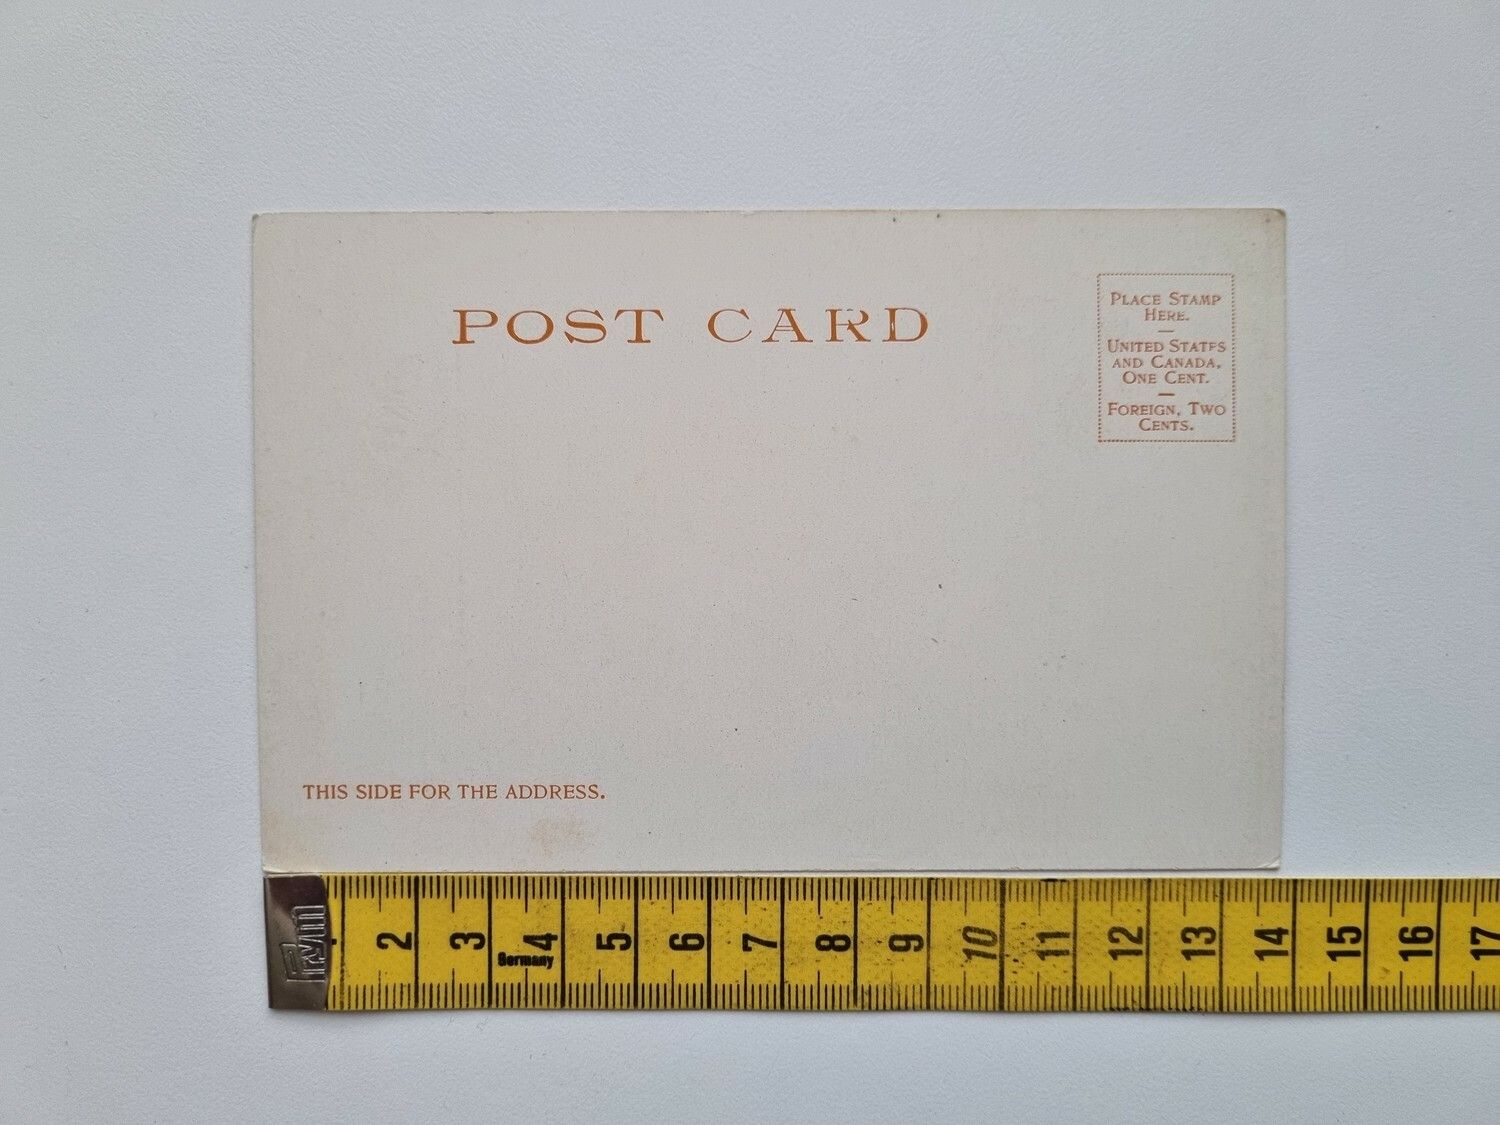 POST CARD
PLACE STAMP
HERE.
UNITED STATES
AND CANADA,
ONE CENT.
FOREIGN, TWO
CENTS.
THIS SIDE FOR THE ADDRESS.
Prym
2 3 4 5 6 7 8 9 10 11 12 13 14 15 16 17
Germany